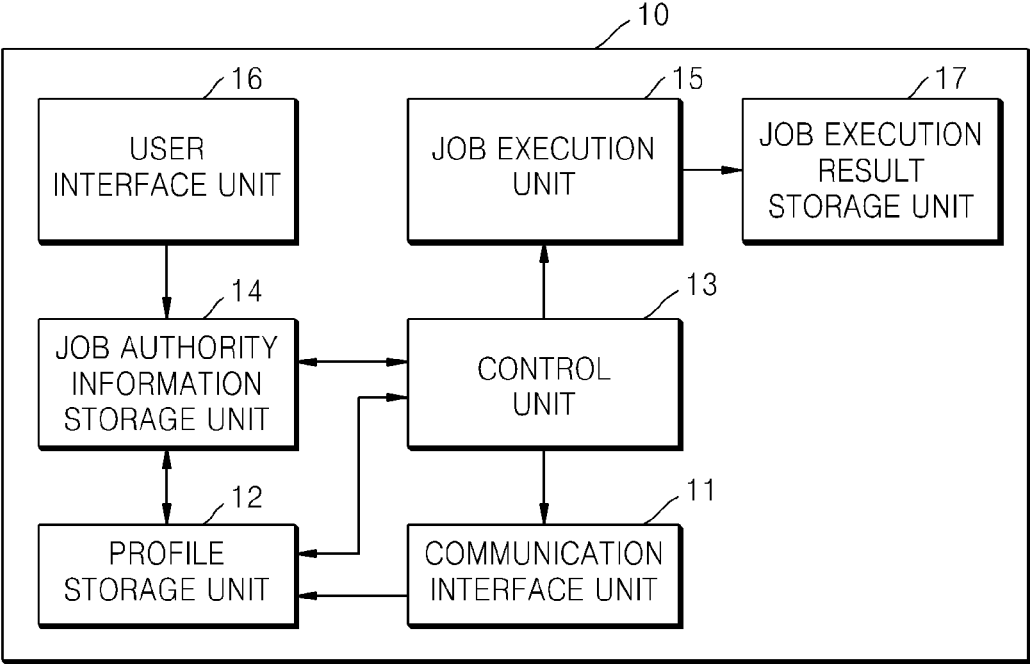 10
16
USER
INTERFACE UNIT
15
JOB EXECUTION
UNIT
17
JOB EXECUTION
RESULT
STORAGE UNIT
14
JOB AUTHORITY
INFORMATION
STORAGE UNIT
13
CONTROL
UNIT
12
PROFILE
STORAGE UNIT
11
COMMUNICATION
INTERFACE UNIT